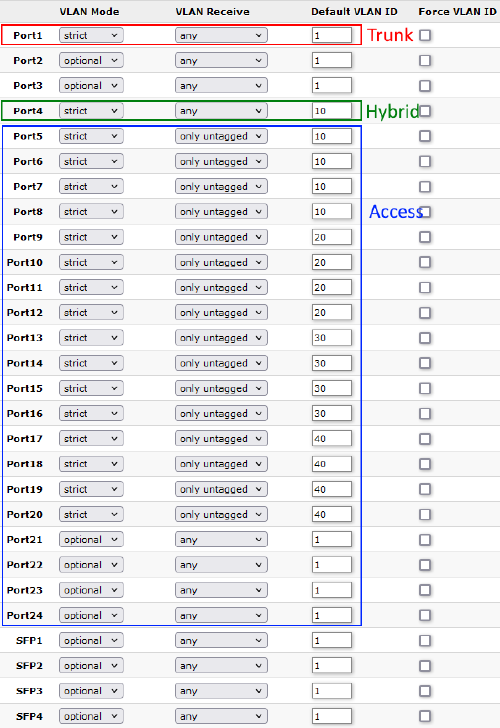 VLAN Mode VLAN Receive Default VLAN ID Force VLAN ID
Port1 strict any 1 Trunk
Port2 optional any 1
Port3 optional any 1
Port4 strict any 10 Hybrid
Port5 strict only untagged 10
Port6 strict only untagged 10
Port7 strict only untagged 10
Port8 strict only untagged 10 Access
Port9 strict only untagged 20
Port10 strict only untagged 20
Port11 strict only untagged 20
Port12 strict only untagged 20
Port13 strict only untagged 30
Port14 strict only untagged 30
Port15 strict only untagged 30
Port16 strict only untagged 30
Port17 strict only untagged 40
Port18 strict only untagged 40
Port19 strict only untagged 40
Port20 strict only untagged 40
Port21 optional any 1
Port22 optional any 1
Port23 optional any 1
Port24 optional any 1
SFP1 optional any 1
SFP2 optional any 1
SFP3 optional any 1
SFP4 optional any 1